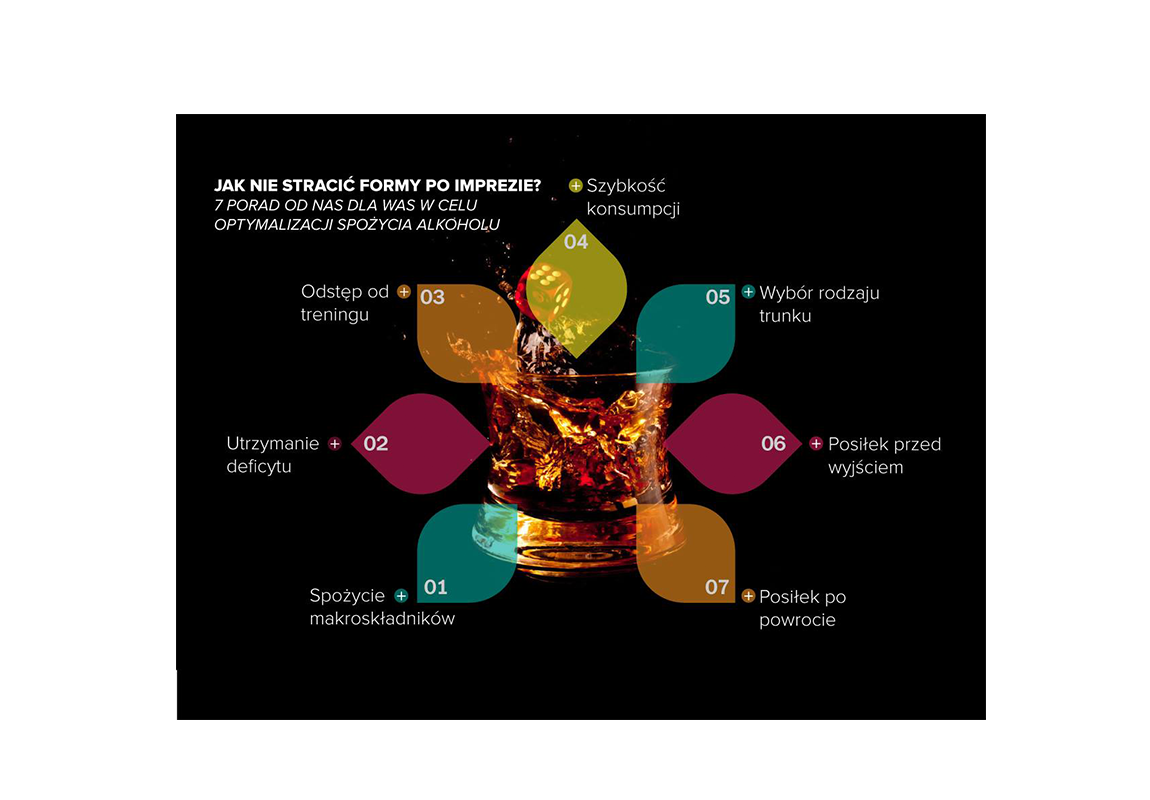 JAK NIE STRACIĆ FORMY PO IMPREZIE?
7 PORAD OD NAS DLA WAS W CELU
OPTYMALIZACJI SPOŻYCIA ALKOHOLU
01
Spożycie
makroskładników
02
Utrzymanie
deficytu
03
Odstęp od
treningu
04
Szybkość
konsumpcji
05
Wybór rodzaju
trunku
06
Posiłek przed
wyjściem
07
Posiłek po
powrocie